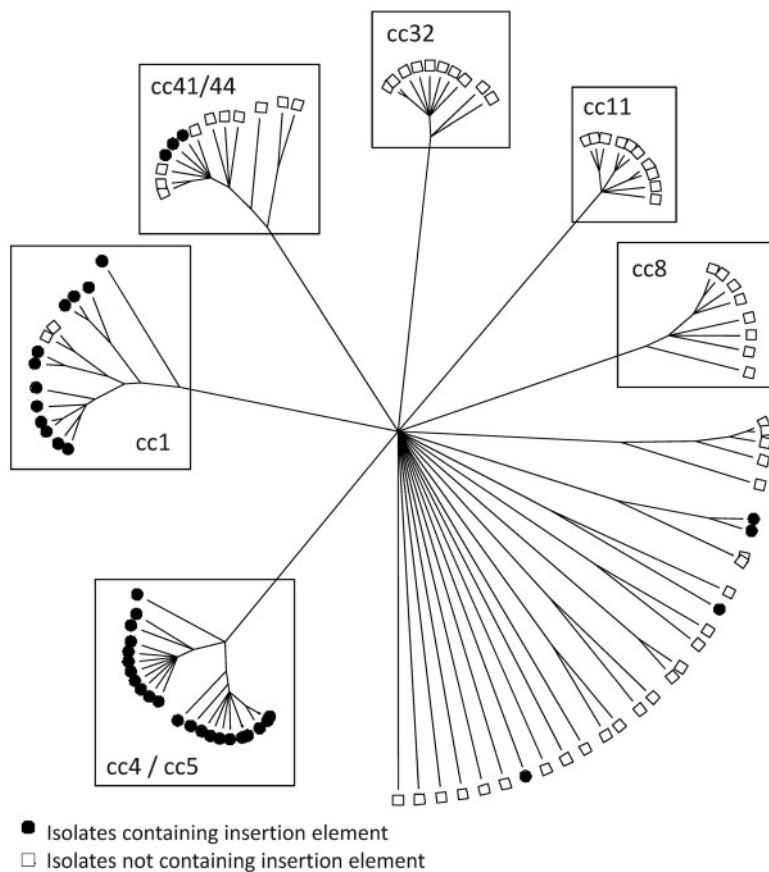 cc32
cc41/44
cc11
cc8
cc1
cc4 / cc5
Isolates containing insertion element
Isolates not containing insertion element